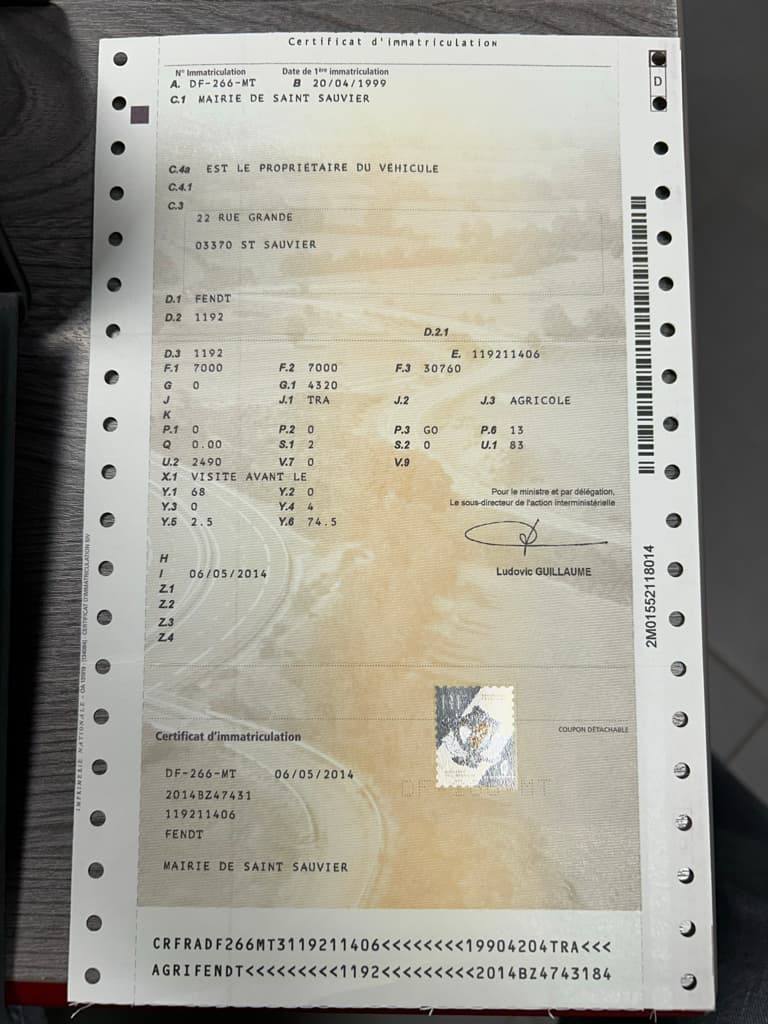 Certificat d'immatriculation
N° Immatriculation Date de 1ère immatriculation
A. DF-266-MT B 20/04/1999
C.1 MAIRIE DE SAINT SAUVIER
D
C.4a EST LE PROPRIÉTAIRE DU VÉHICULE
C.4.1
C.3
22 RUE GRANDE
03370 ST SAUVIER
D.1 FENDT
D.2 1192
D.2.1
D.3 1192 E. 119211406
F.1 7000 F.2 7000 F.3 30760
G 0 G.1 4320
J J.1 TRA J.2 J.3 AGRICOLE
K
P.1 0 P.2 0 P.3 GO P.6 13
Q 0.00 S.1 2 S.2 0 U.1 83
U.2 2490 V.7 0 V.9
X.1 VISITE AVANT LE
Y.1 68 Y.2 0
Y.3 0 Y.4 4
Y.5 2.5 Y.6 74.5
Pour le ministre et par délégation,
Le sous-directeur de l'action interministérielle
Ludovic GUILLAUME
H
I 06/05/2014
Z.1
Z.2
Z.3
Z.4
2M01552118014
Certificat d'immatriculation
COUPON DÉTACHABLE
DF-266-MT 06/05/2014
2014BZ47431
119211406
FENDT
MAIRIE DE SAINT SAUVIER
CRFRADF266MT3119211406<<<<<<<<19904204TRA<<<
AGRIFENDT<<<<<<<<<1192<<<<<<<<<2014BZ4743184